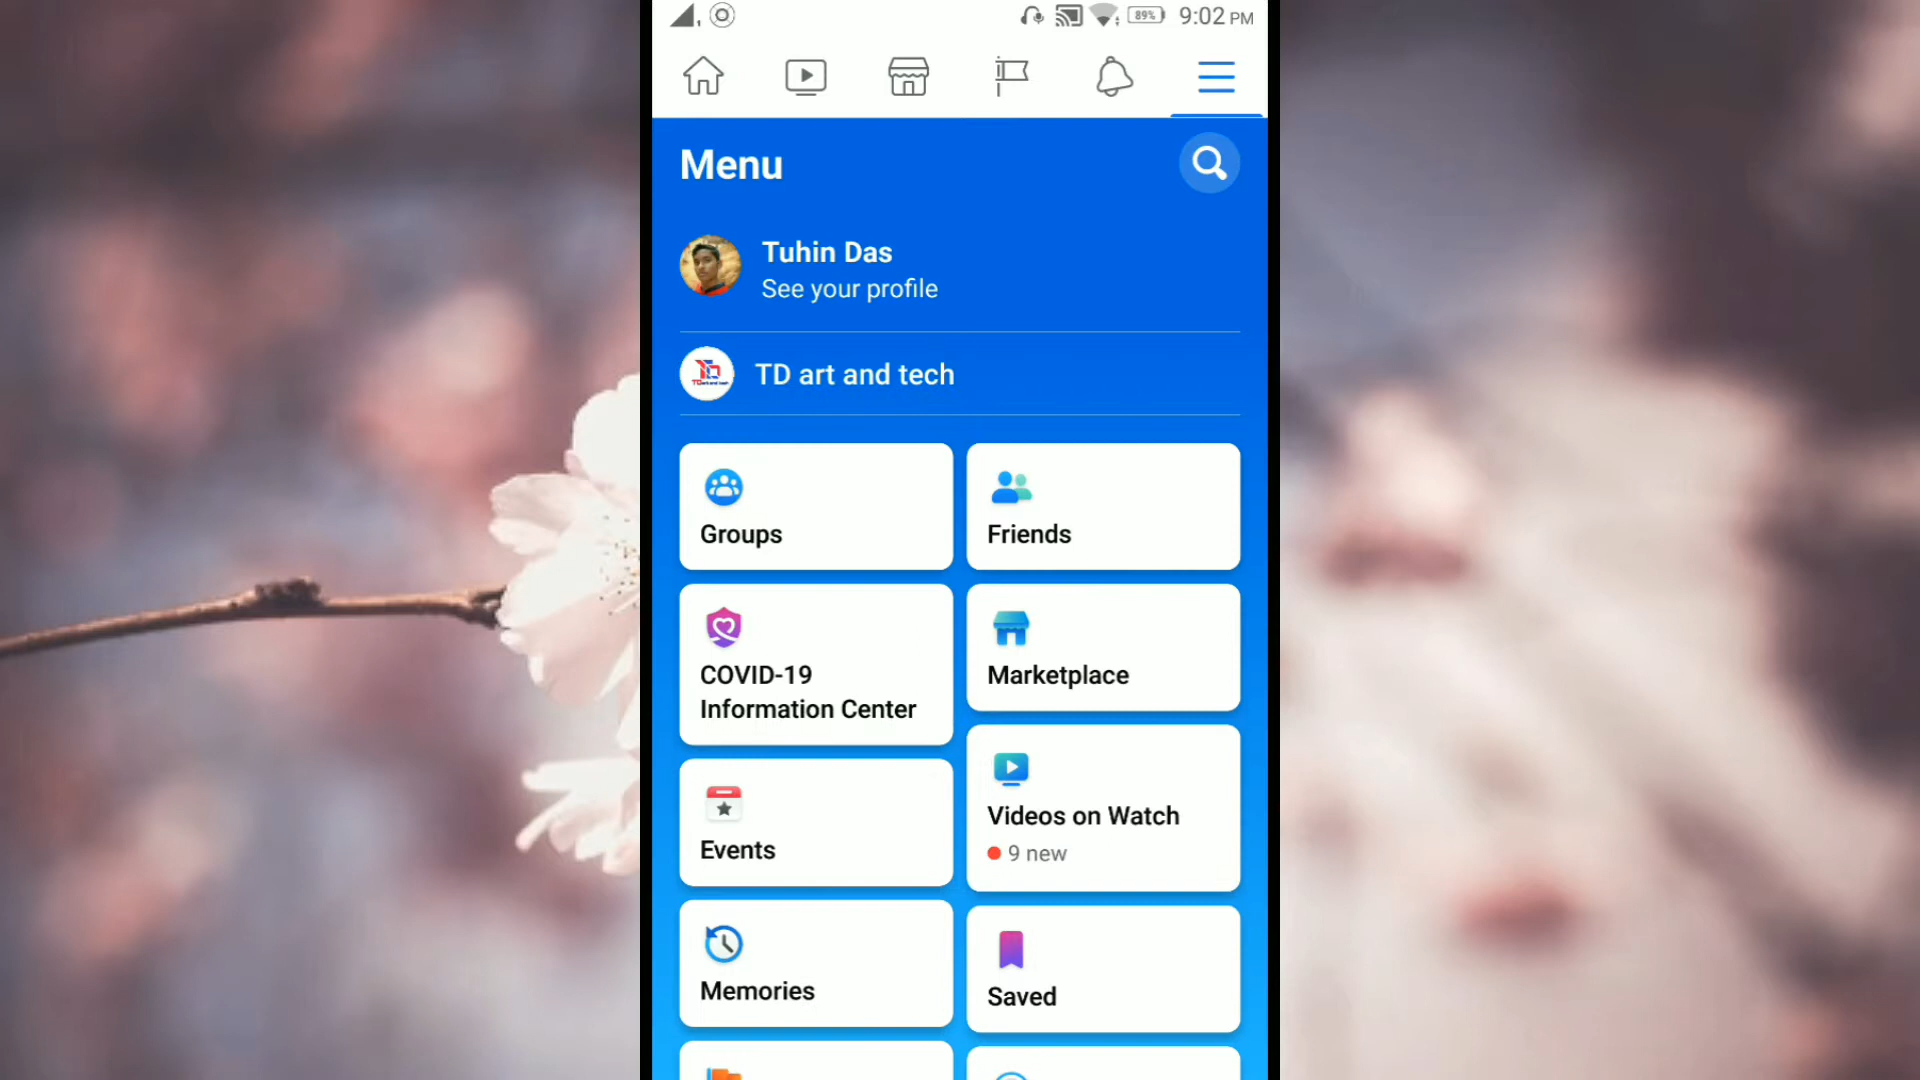 89%
9:02 PM
Menu
Tuhin Das
See your profile
TD art and tech
Groups
Friends
COVID-19
Information Center
Marketplace
Events
Videos on Watch
9 new
Memories
Saved